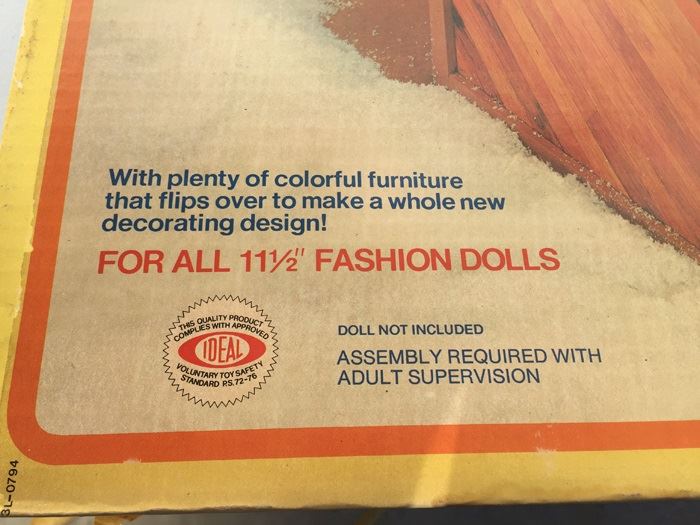 With plenty of colorful furniture
that flips over to make a whole new
decorating design!
FOR ALL 11½" FASHION DOLLS
THIS QUALITY PRODUCT
COMPLIES WITH APPROVED
IDEAL
VOLUNTARY TOY SAFETY
STANDARD P.S. 72-76
DOLL NOT INCLUDED
ASSEMBLY REQUIRED WITH
ADULT SUPERVISION
3L-0794